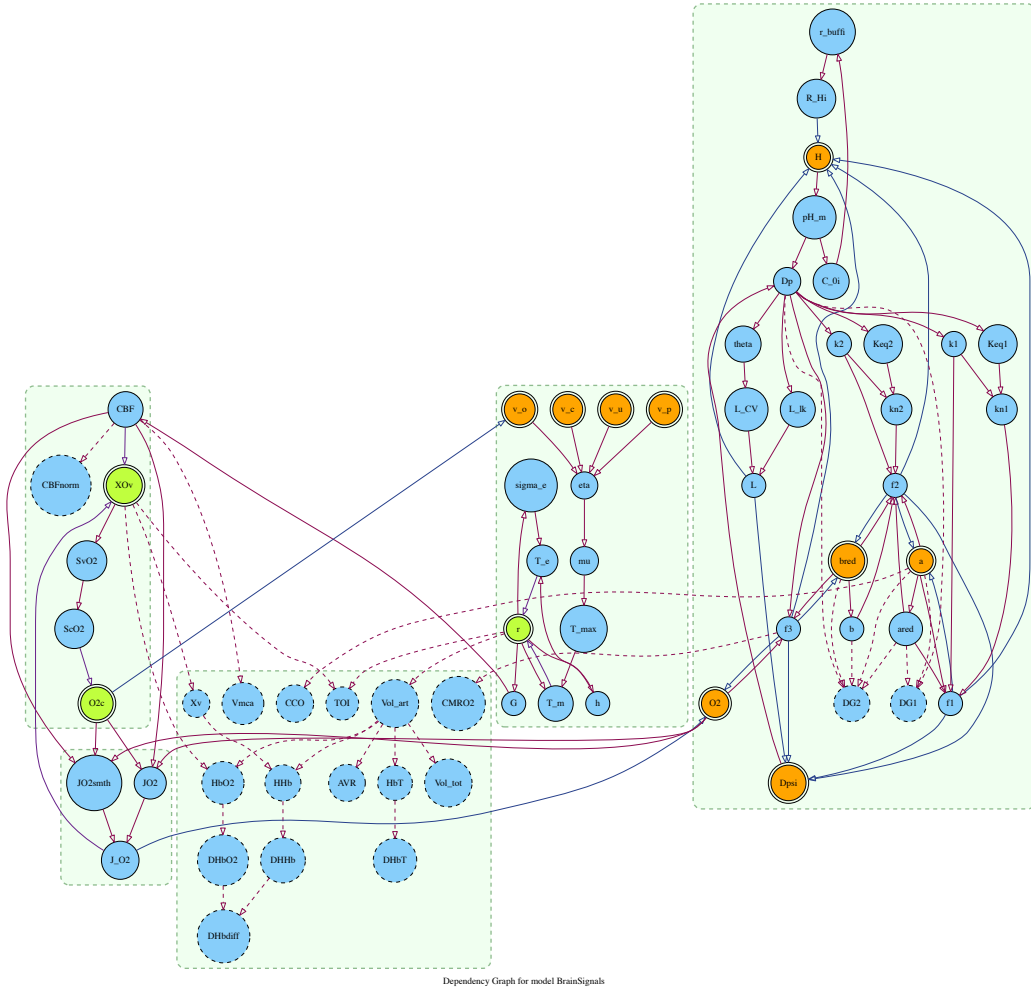 r_buffi
R_Hi
H
pH_m
Dp
C_0i
theta
k2
Keq2
k1
Keq1
CBF
v_o
v_c
v_u
v_p
L_CV
L_lk
kn2
kn1
CBFnorm
XOv
sigma_e
eta
L
f2
SvO2
T_e
mu
bred
a
ScO2
r
T_max
f3
b
ared
O2c
Xv
Vmca
CCO
TOI
Vol_art
CMRO2
G
T_m
h
O2
DG2
DG1
f1
JO2smth
JO2
HbO2
HHb
AVR
HbT
Vol_tot
Dpsi
J_O2
DHbO2
DHHb
DHbT
DHbdiff
Dependency Graph for model BrainSignals